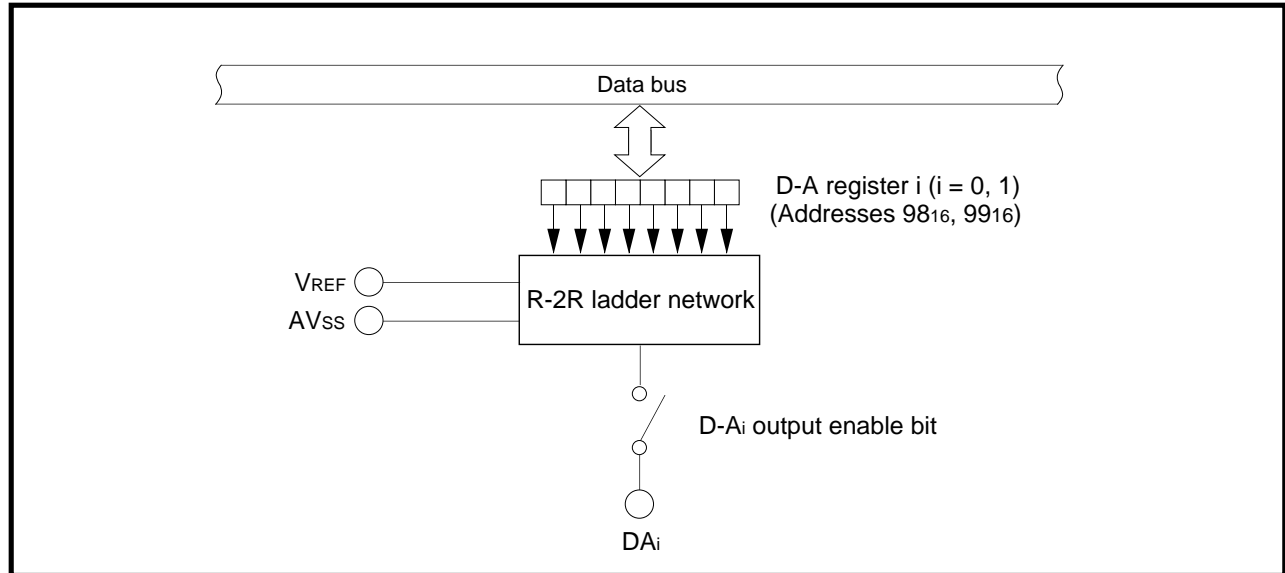 Data bus
D-A register i (i = 0, 1)
(Addresses 98₁₆, 99₁₆)
VREF
AVSS
R-2R ladder network
D-Ai output enable bit
DAi